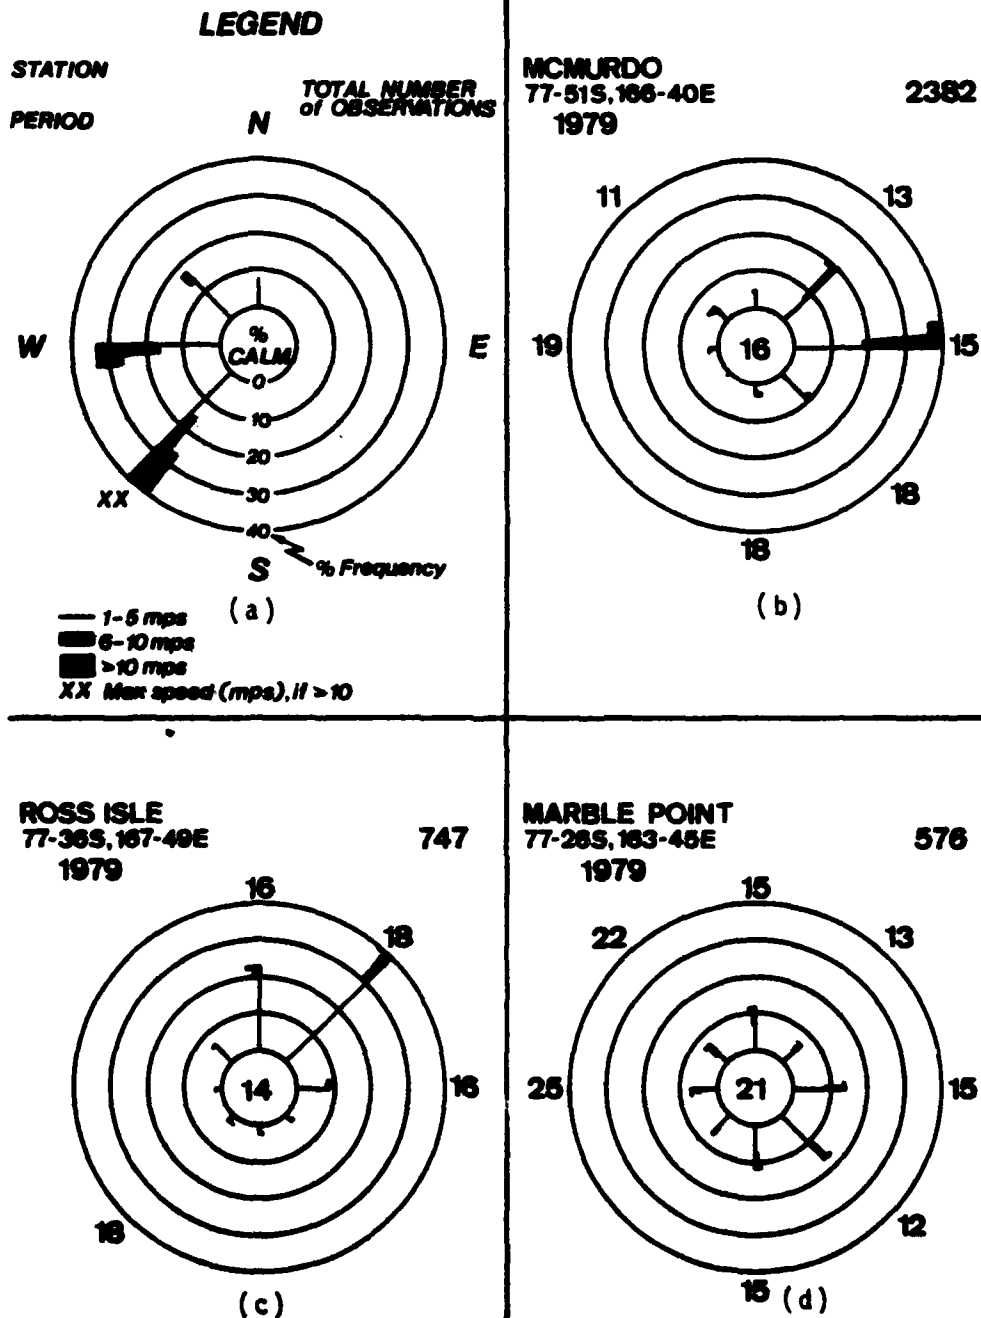 LEGEND
STATION
TOTAL NUMBER
of OBSERVATIONS
PERIOD
N
W
E
%
CALM
0
10
20
30
40
XX
S
% Frequency
(a)
1-5 mps
6-10 mps
>10 mps
XX Max speed (mps), if >10
MCMURDO
77-51S, 166-40E
2382
1979
11
13
19
16
15
18
18
(b)
ROSS ISLE
77-36S, 167-49E
747
1979
16
18
14
16
18
(c)
MARBLE POINT
77-26S, 163-45E
576
1979
15
22
13
25
21
15
12
15
(d)